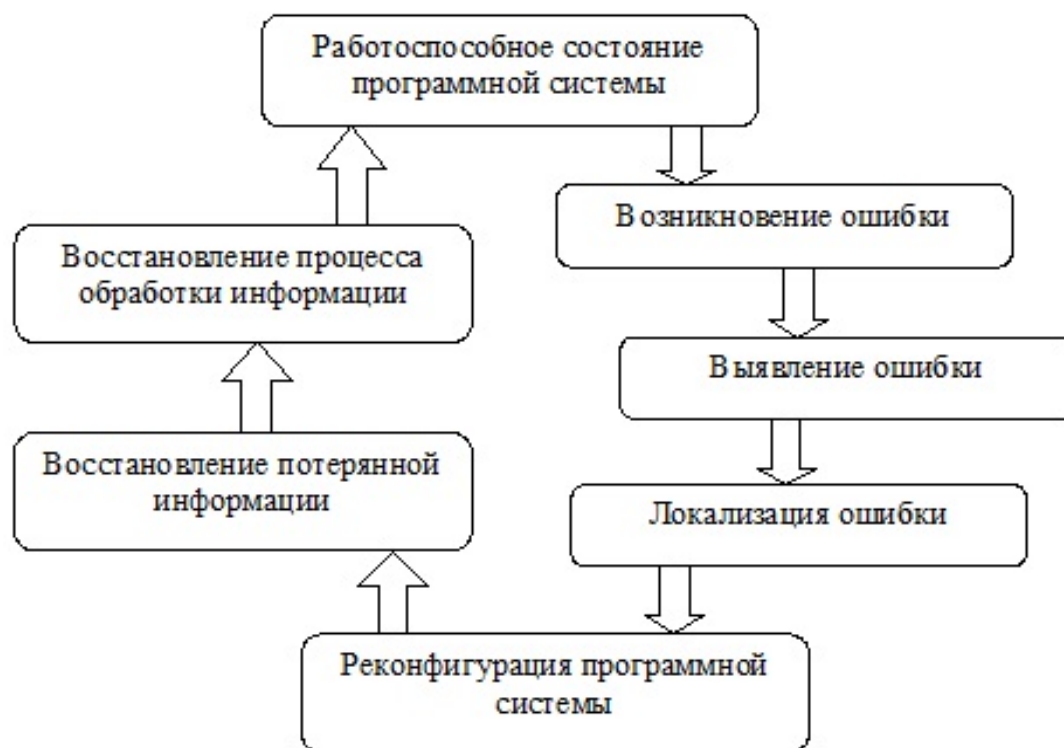 Работоспособное состояние
программной системы
Возникновение ошибки
Выявление ошибки
Локализация ошибки
Реконфигурация программной
системы
Восстановление потерянной
информации
Восстановление процесса
обработки информации